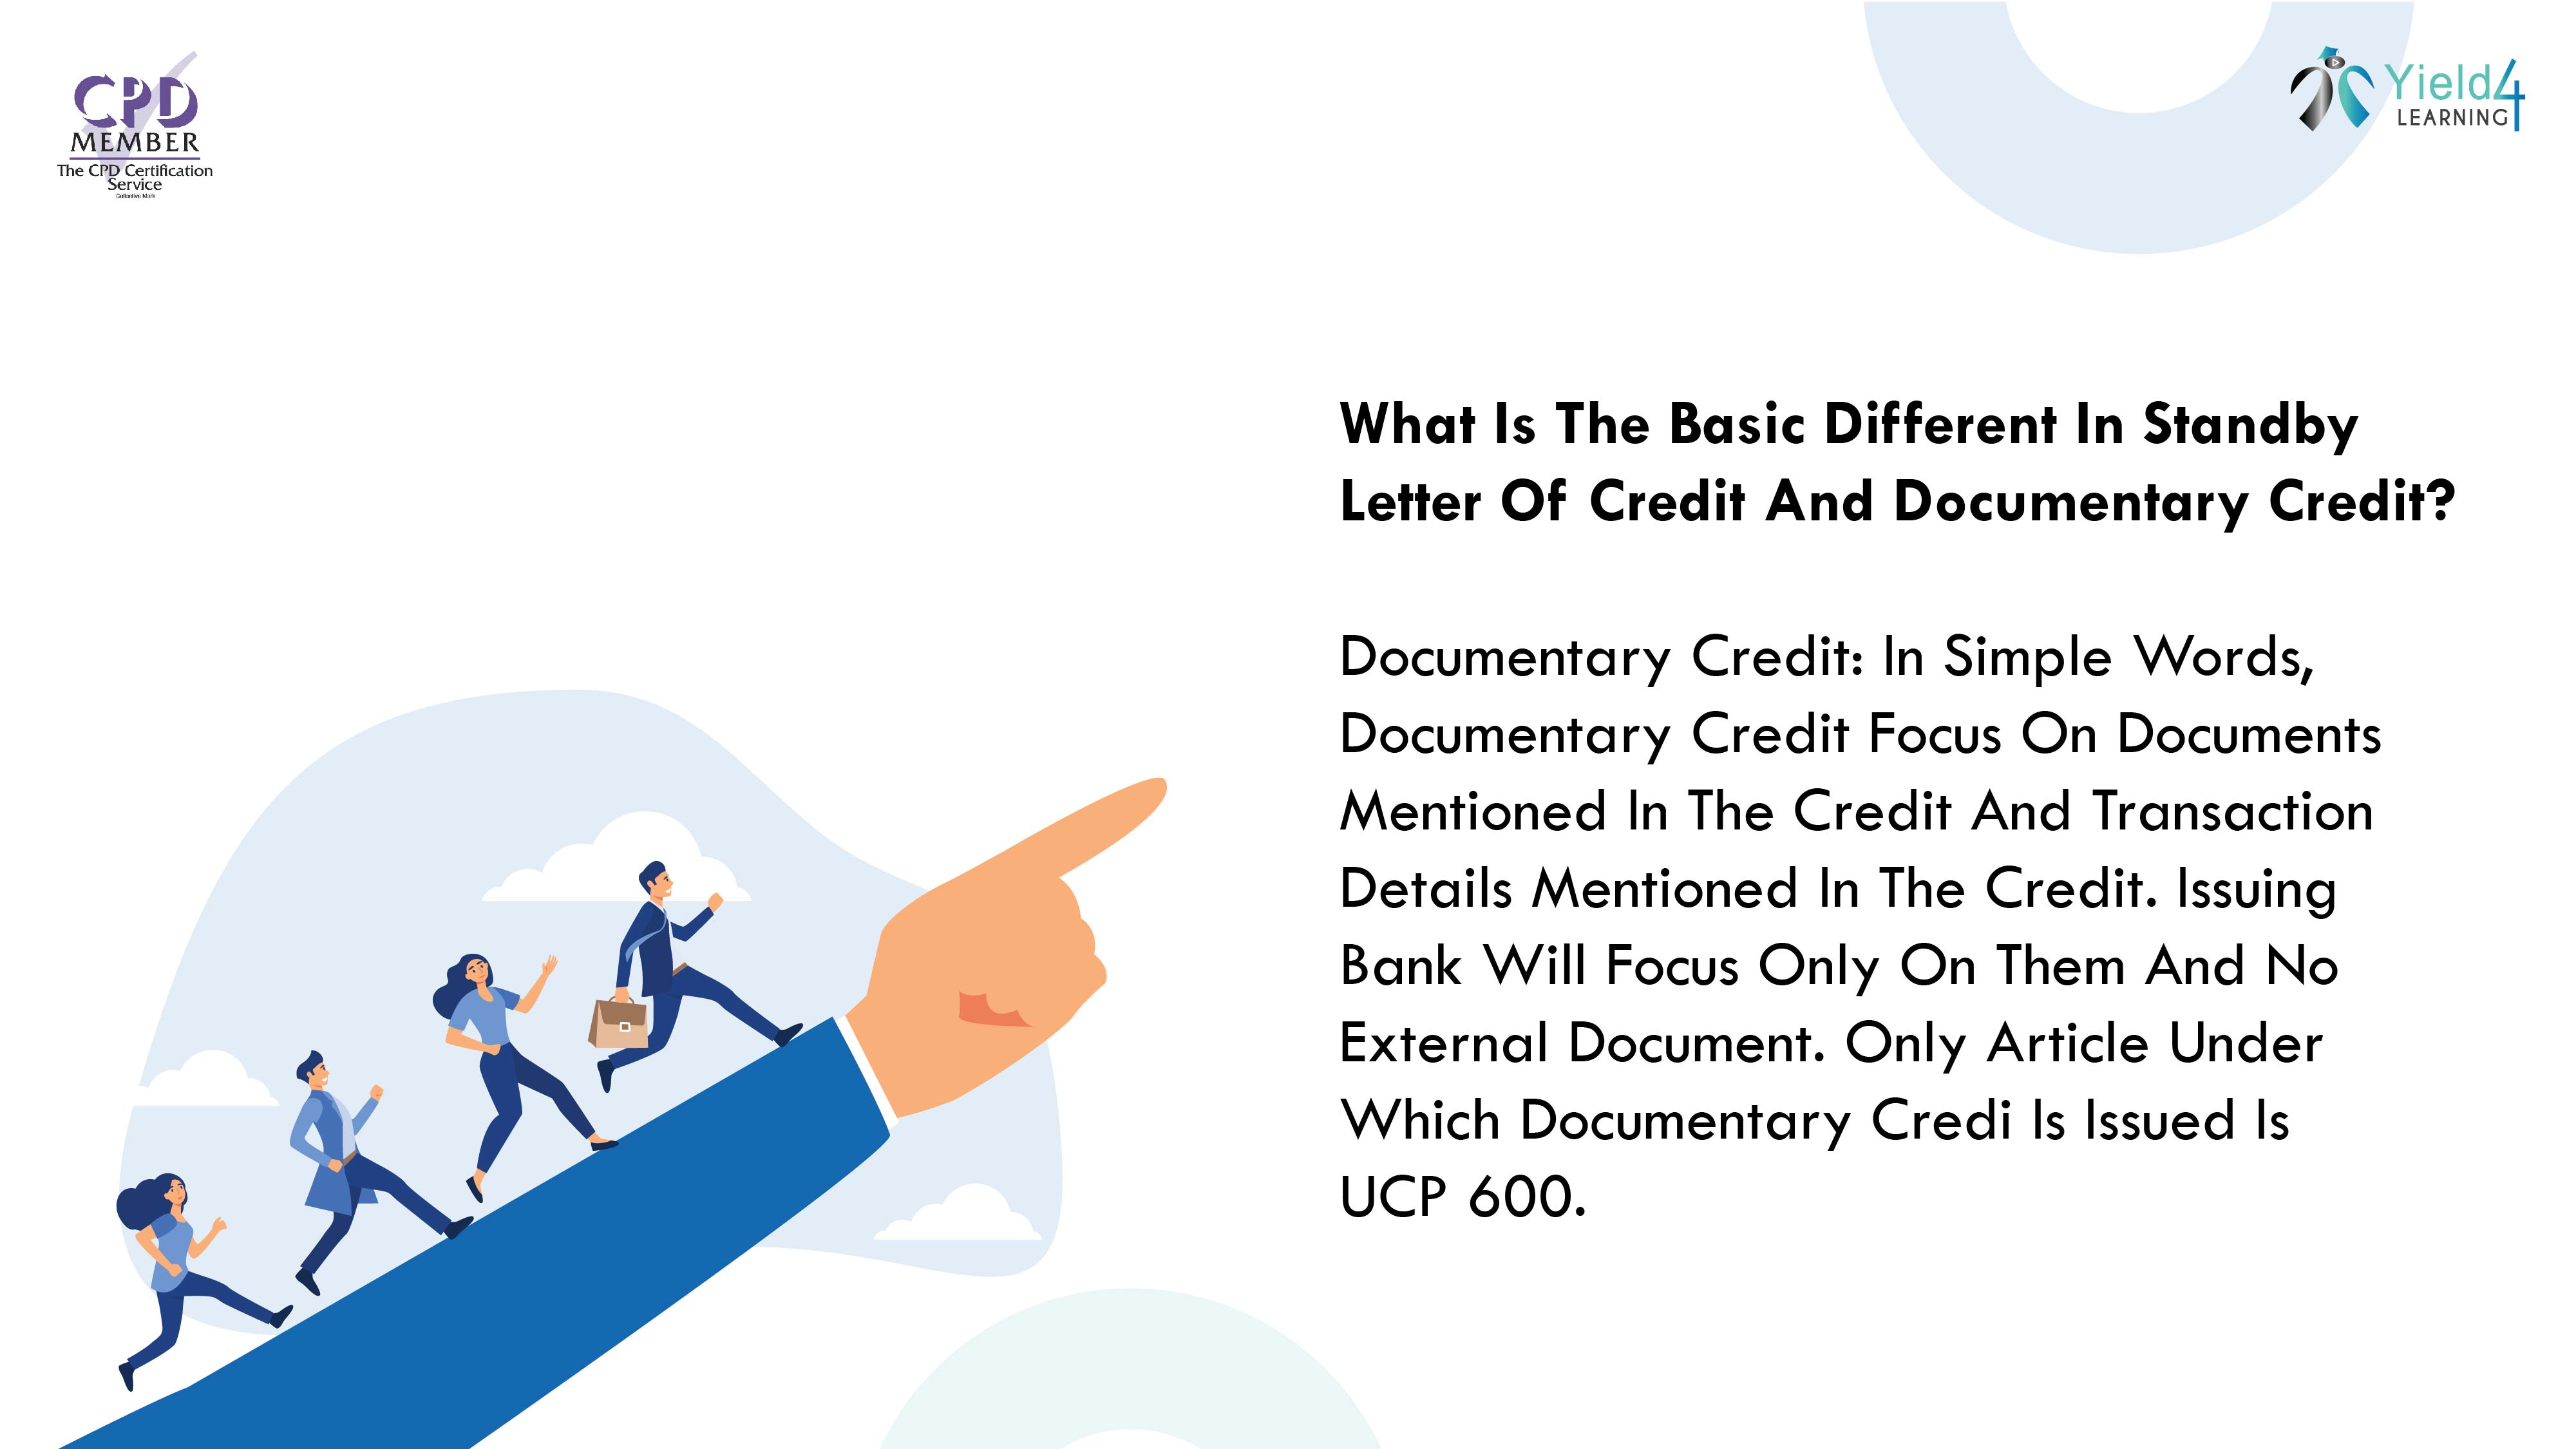 CPD
MEMBER
The CPD Certification
Service
Collective Mark
Yield4
LEARNING
What Is The Basic Different In Standby
Letter Of Credit And Documentary Credit?
Documentary Credit: In Simple Words,
Documentary Credit Focus On Documents
Mentioned In The Credit And Transaction
Details Mentioned In The Credit. Issuing
Bank Will Focus Only On Them And No
External Document. Only Article Under
Which Documentary Credi Is Issued Is
UCP 600.